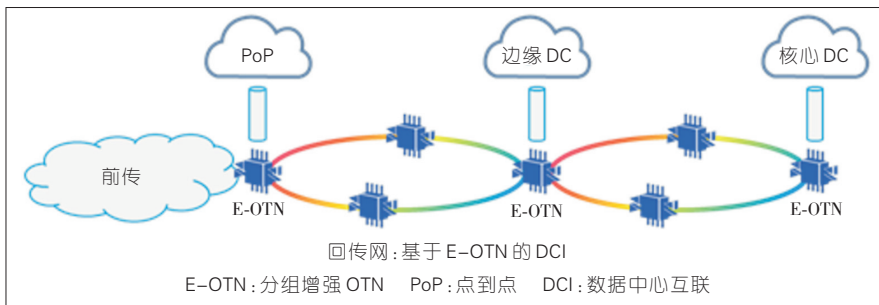 PoP 边缘 DC 核心 DC
前传
E-OTN E-OTN E-OTN
回传网:基于 E-OTN 的 DCI
E-OTN:分组增强 OTN PoP:点到点 DCI:数据中心互联